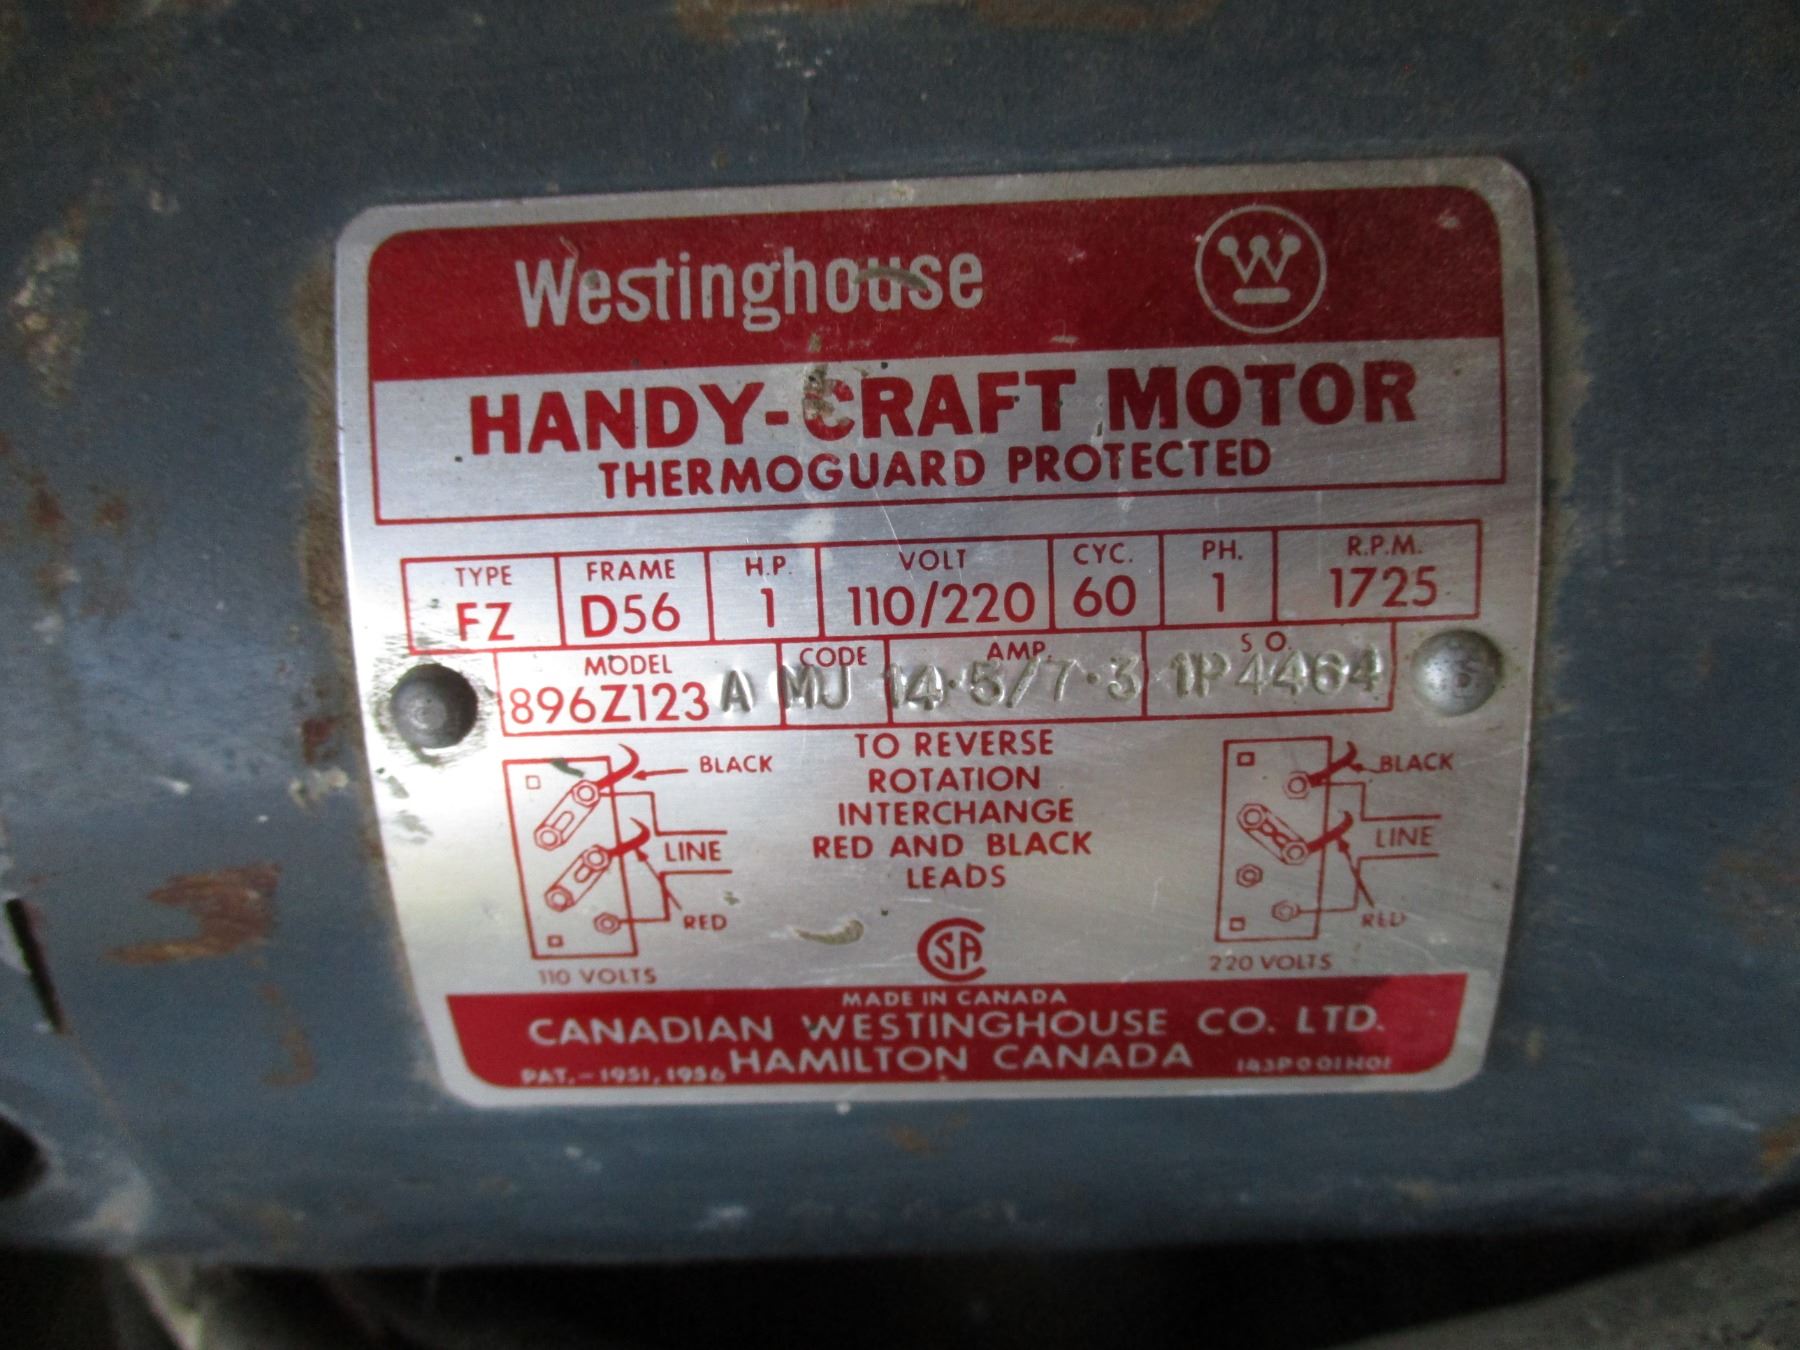 Westinghouse W
HANDY-CRAFT MOTOR
THERMOGUARD PROTECTED
TYPE FRAME H.P. VOLT CYC. PH. R.P.M.
FZ D56 1 110/220 60 1 1725
MODEL CODE AMP. S O.
896Z123 A MJ 14.5/7.3 1P4464
TO REVERSE
ROTATION
INTERCHANGE
RED AND BLACK
LEADS
BLACK
LINE
RED
110 VOLTS
BLACK
LINE
RED
220 VOLTS
CSA
MADE IN CANADA
CANADIAN WESTINGHOUSE CO. LTD.
PAT.-1951, 1956 HAMILTON CANADA